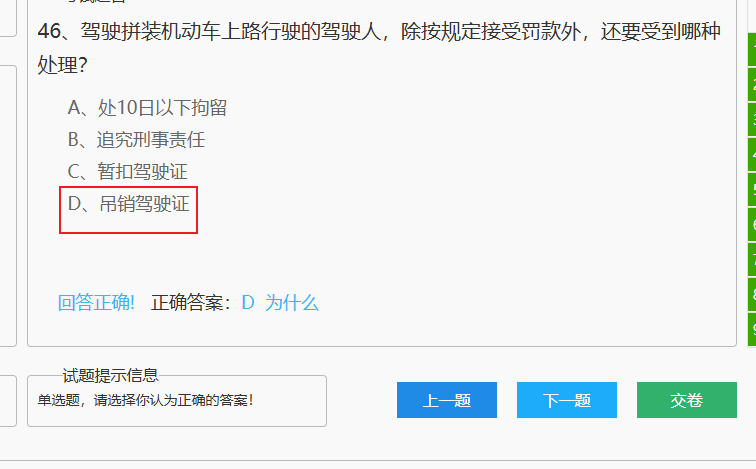 46、驾驶拼装机动车上路行驶的驾驶人，除按规定接受罚款外，还要受到哪种
处理？
A、处10日以下拘留
B、追究刑事责任
C、暂扣驾驶证
D、吊销驾驶证
回答正确! 正确答案：D 为什么
试题提示信息
单选题，请选择你认为正确的答案!
上一题 下一题 交卷